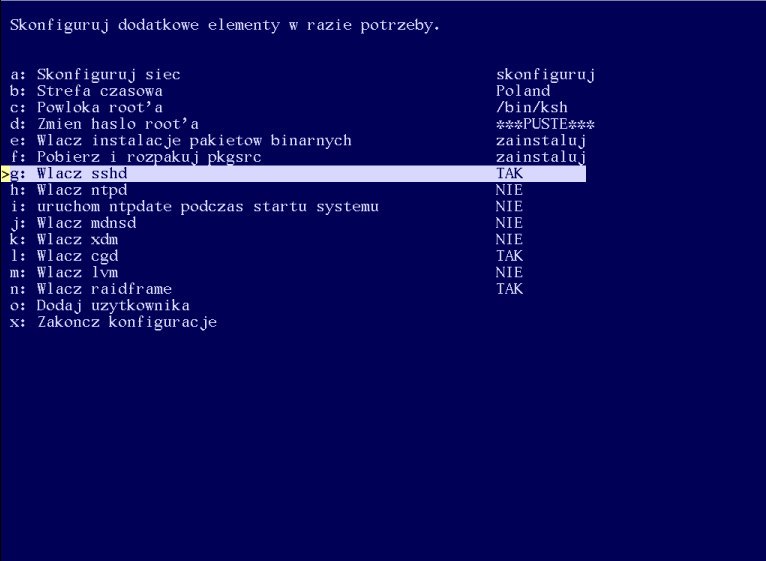 Skonfiguruj dodatkowe elementy w razie potrzeby.
a: Skonfiguruj siec skonfiguruj
b: Strefa czasowa Poland
c: Powloka root'a /bin/ksh
d: Zmien haslo root'a ***PUSTE***
e: Wlacz instalacje pakietow binarnych zainstaluj
f: Pobierz i rozpakuj pkgsrc zainstaluj
>g: Wlacz sshd TAK
h: Wlacz ntpd NIE
i: uruchom ntpdate podczas startu systemu NIE
j: Wlacz mdnsd NIE
k: Wlacz xdm NIE
l: Wlacz cgd TAK
m: Wlacz lvm NIE
n: Wlacz raidframe TAK
o: Dodaj uzytkownika
x: Zakoncz konfiguracje